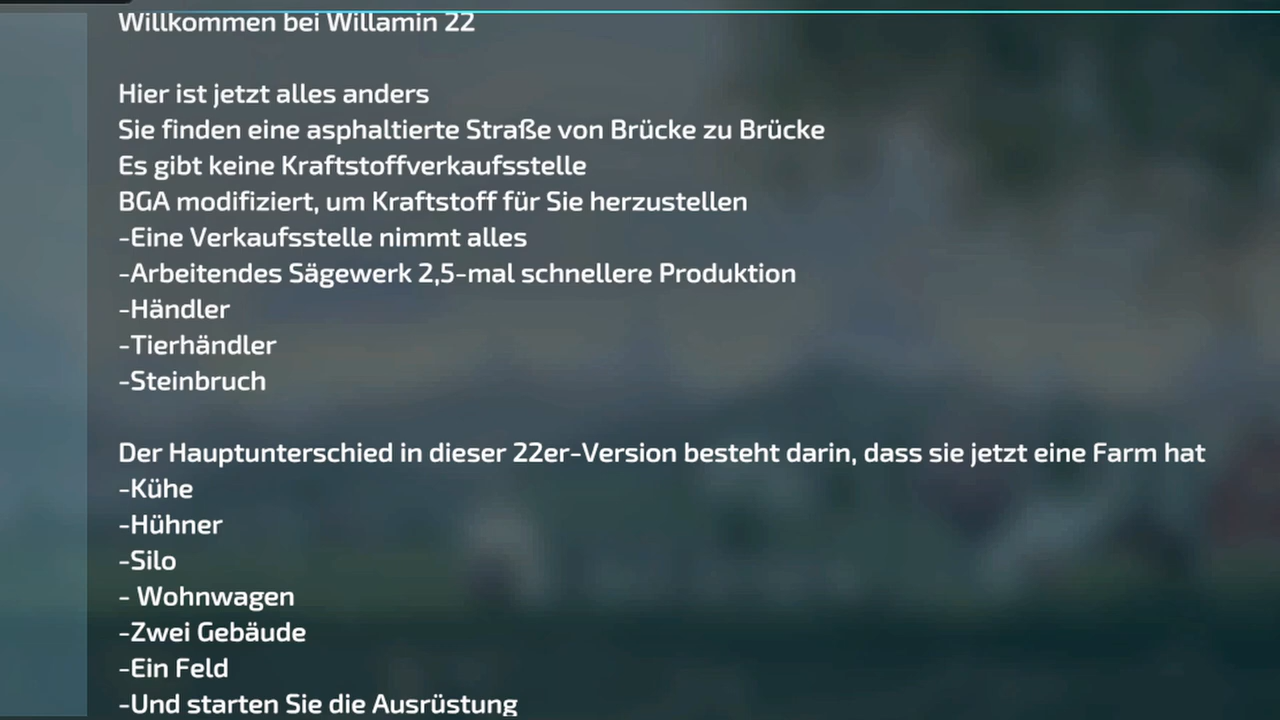 Willkommen bei Willamin 22
Hier ist jetzt alles anders
Sie finden eine asphaltierte Straße von Brücke zu Brücke
Es gibt keine Kraftstoffverkaufsstelle
BGA modifiziert, um Kraftstoff für Sie herzustellen
-Eine Verkaufsstelle nimmt alles
-Arbeitendes Sägewerk 2,5-mal schnellere Produktion
-Händler
-Tierhändler
-Steinbruch
Der Hauptunterschied in dieser 22er-Version besteht darin, dass sie jetzt eine Farm hat
-Kühe
-Hühner
-Silo
- Wohnwagen
-Zwei Gebäude
-Ein Feld
-Und starten Sie die Ausrüstung